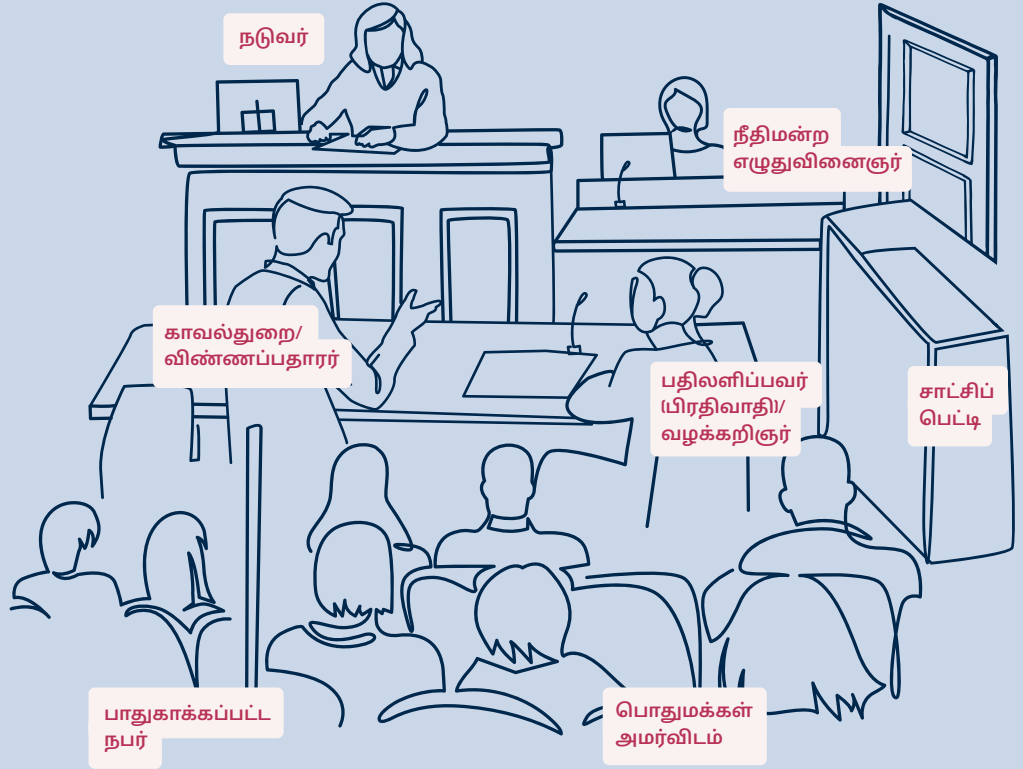 நடுவர்
நீதிமன்ற
எழுதுவினைஞர்
காவல்துறை/
விண்ணப்பதாரர்
பதிலளிப்பவர்
(பிரதிவாதி)/
வழக்கறிஞர்
சாட்சிப்
பெட்டி
பாதுகாக்கப்பட்ட
நபர்
பொதுமக்கள்
அமர்விடம்